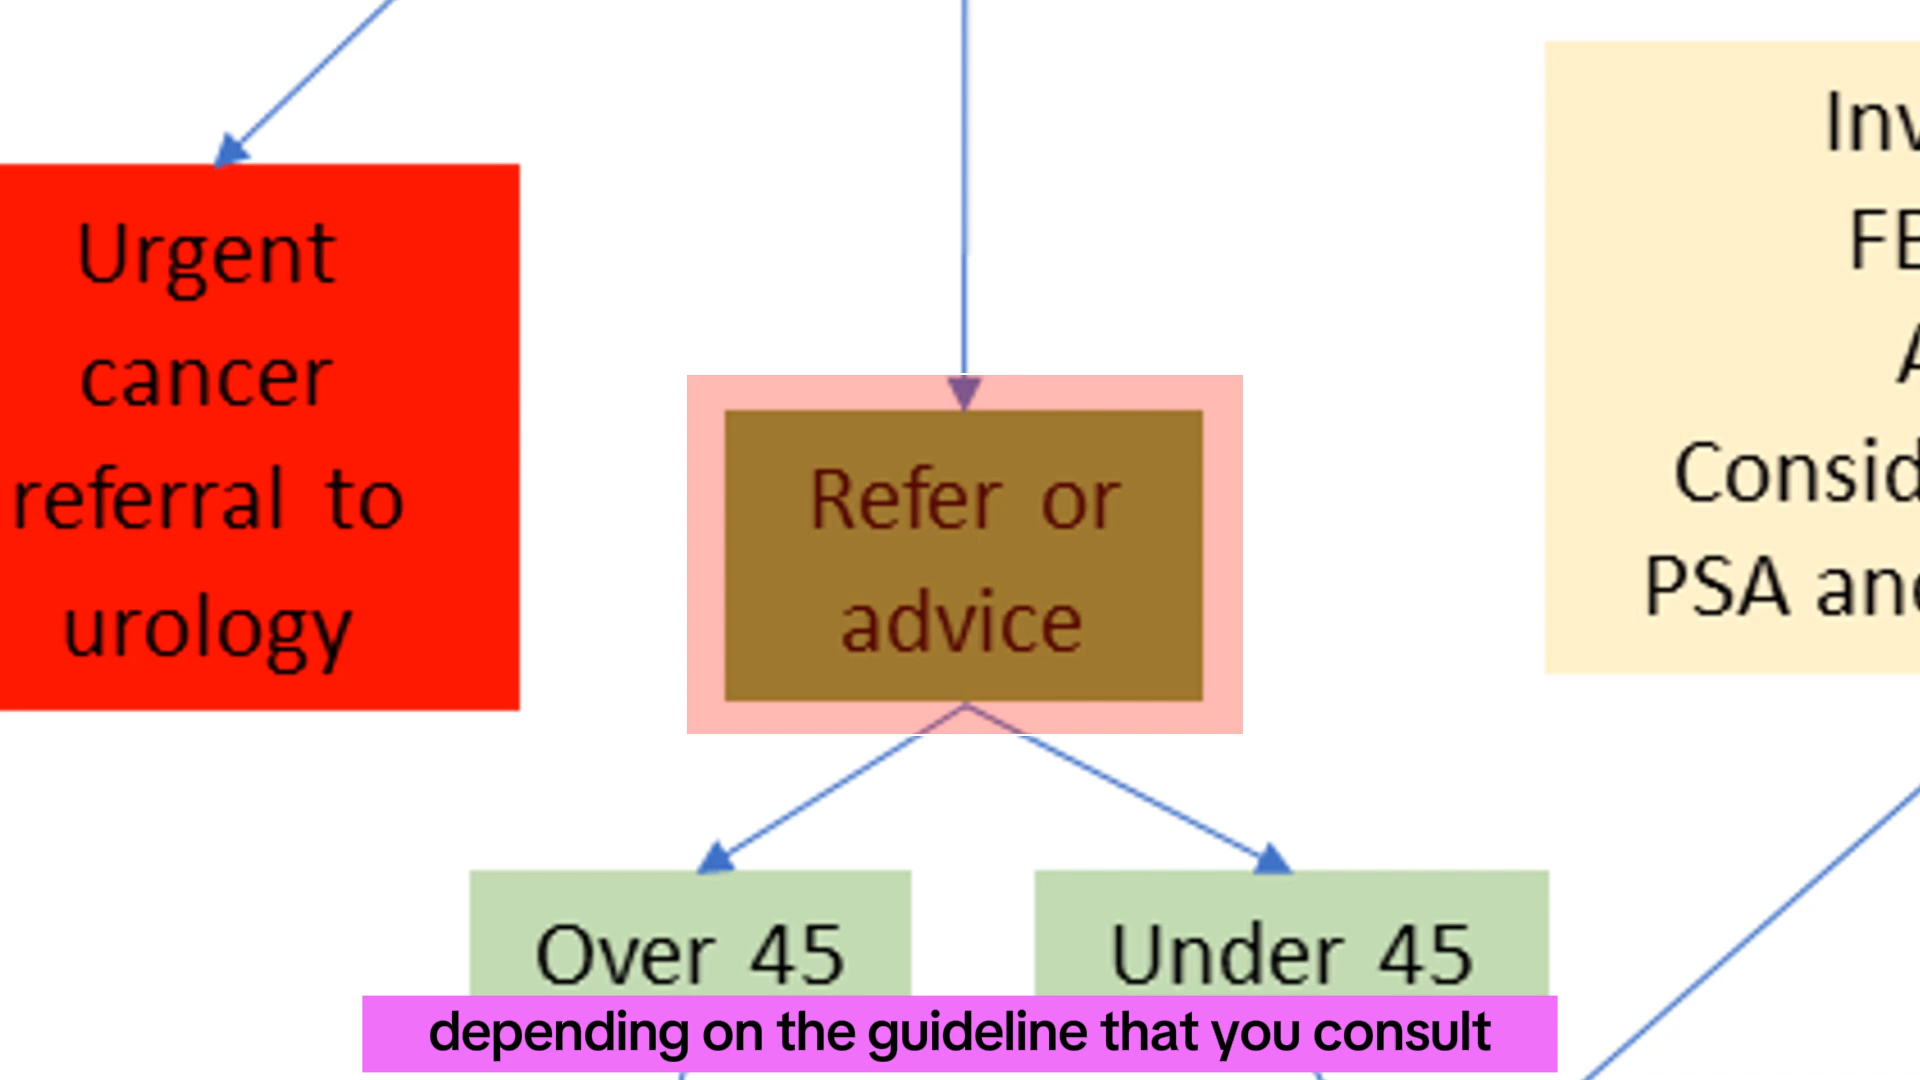 Urgent
cancer
referral to
urology
Refer or
advice
Over 45
Under 45
Consid
PSA and
depending on the guideline that you consult